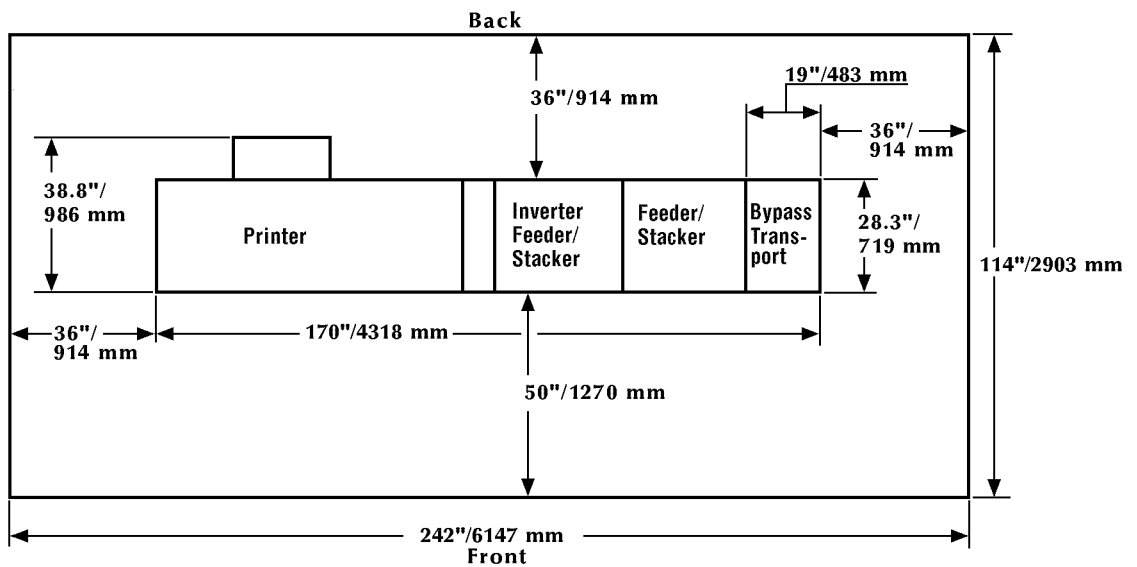 Back
19"/483 mm
36"/914 mm
36"/
914 mm
38.8"/
986 mm
Printer
Inverter
Feeder/
Stacker
Feeder/
Stacker
Bypass
Trans-
port
28.3"/
719 mm
114"/2903 mm
36"/
914 mm
170"/4318 mm
50"/1270 mm
242"/6147 mm
Front